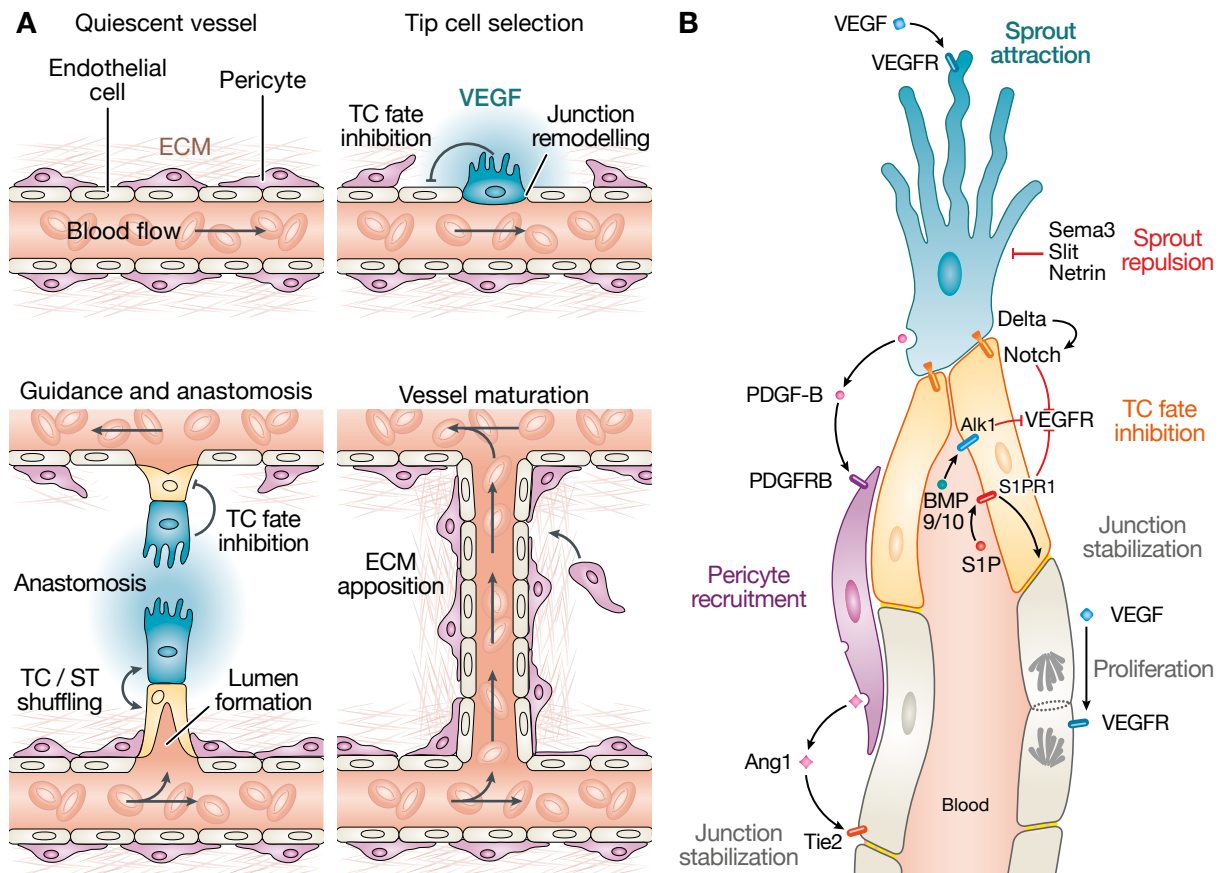 A
Quiescent vessel
Endothelial
cell
Pericyte
ECM
Blood flow
Tip cell selection
TC fate
inhibition
VEGF
Junction
remodelling
Guidance and anastomosis
TC fate
inhibition
Anastomosis
TC / ST
shuffling
Lumen
formation
Vessel maturation
ECM
apposition
B
VEGF
VEGFR
Sprout
attraction
Sema3
Slit
Netrin
Sprout
repulsion
Delta
Notch
PDGF-B
Alk1
VEGFR
TC fate
inhibition
PDGFRB
BMP
9/10
S1PR1
S1P
Junction
stabilization
Pericyte
recruitment
VEGF
Proliferation
VEGFR
Ang1
Blood
Junction
stabilization
Tie2